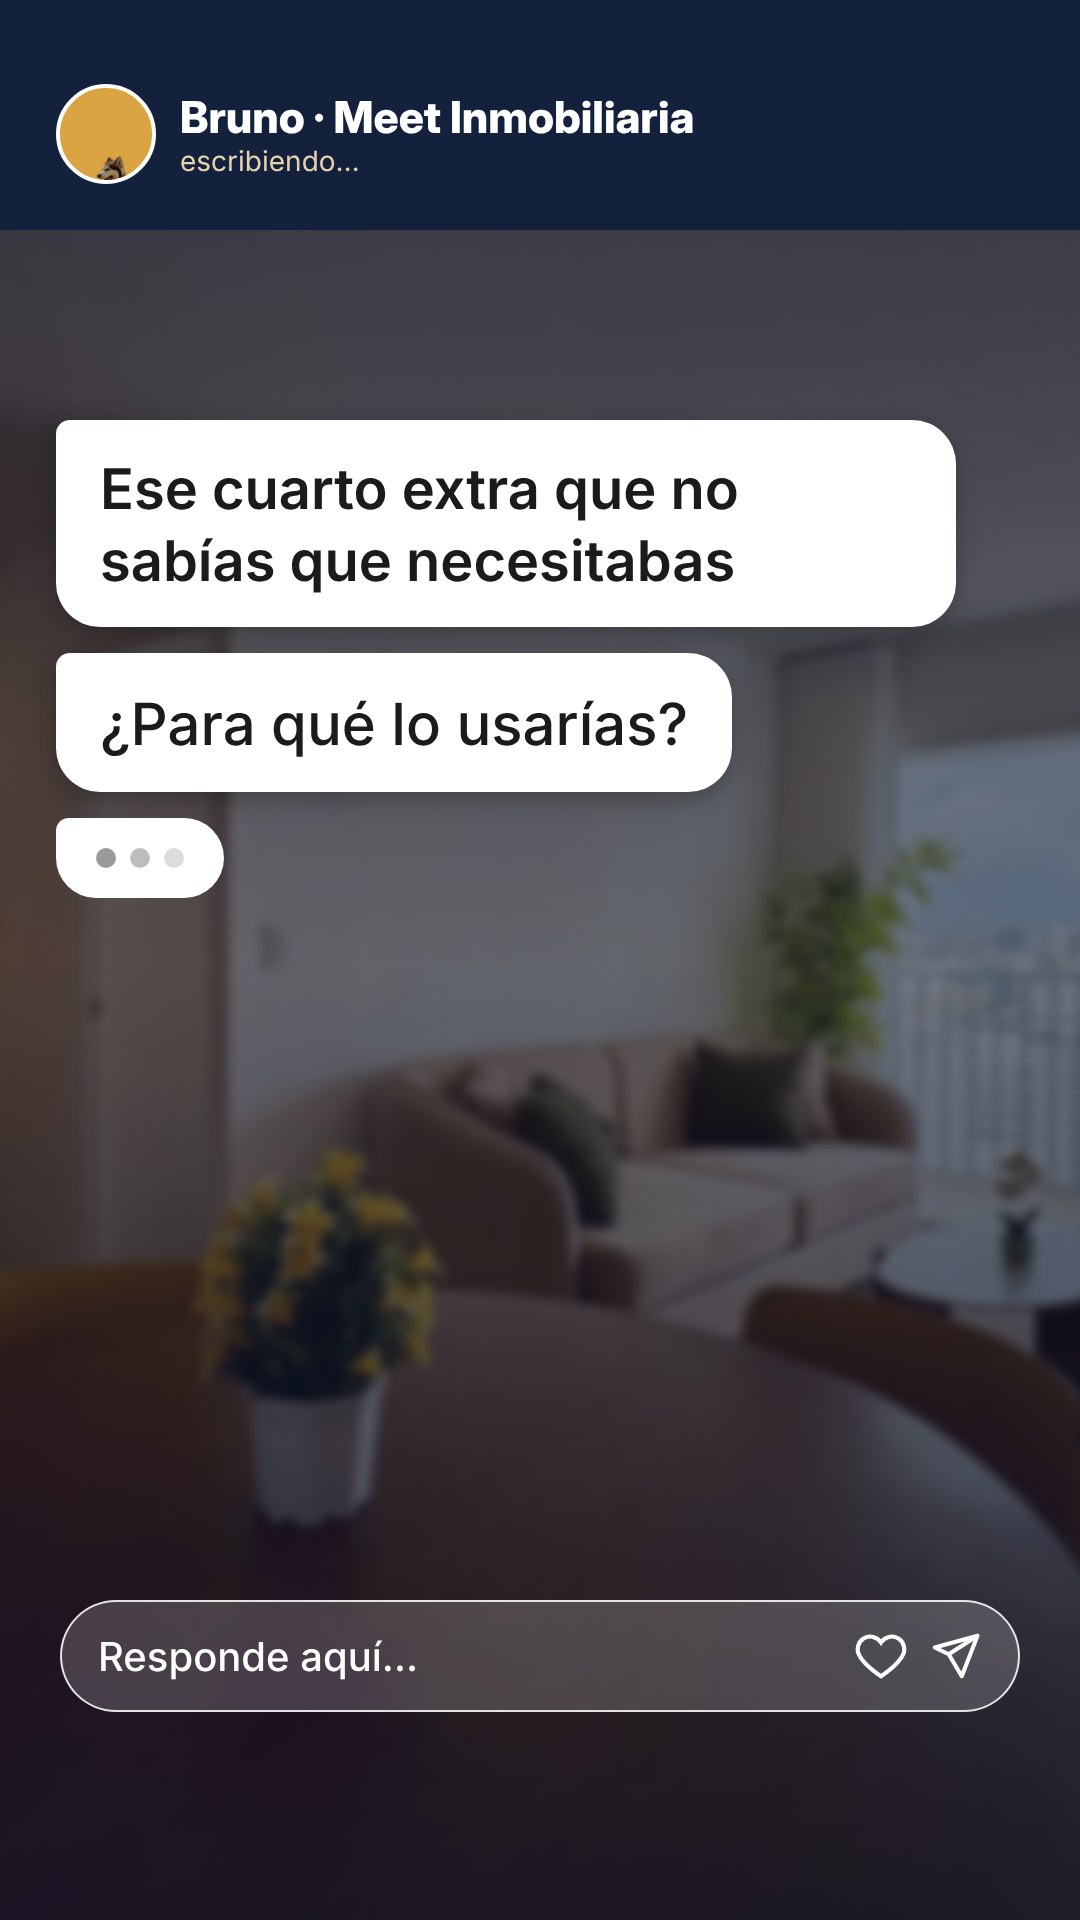 Bruno · Meet Inmobiliaria
escribiendo...
Ese cuarto extra que no
sabías que necesitabas
¿Para qué lo usarías?
Responde aquí...